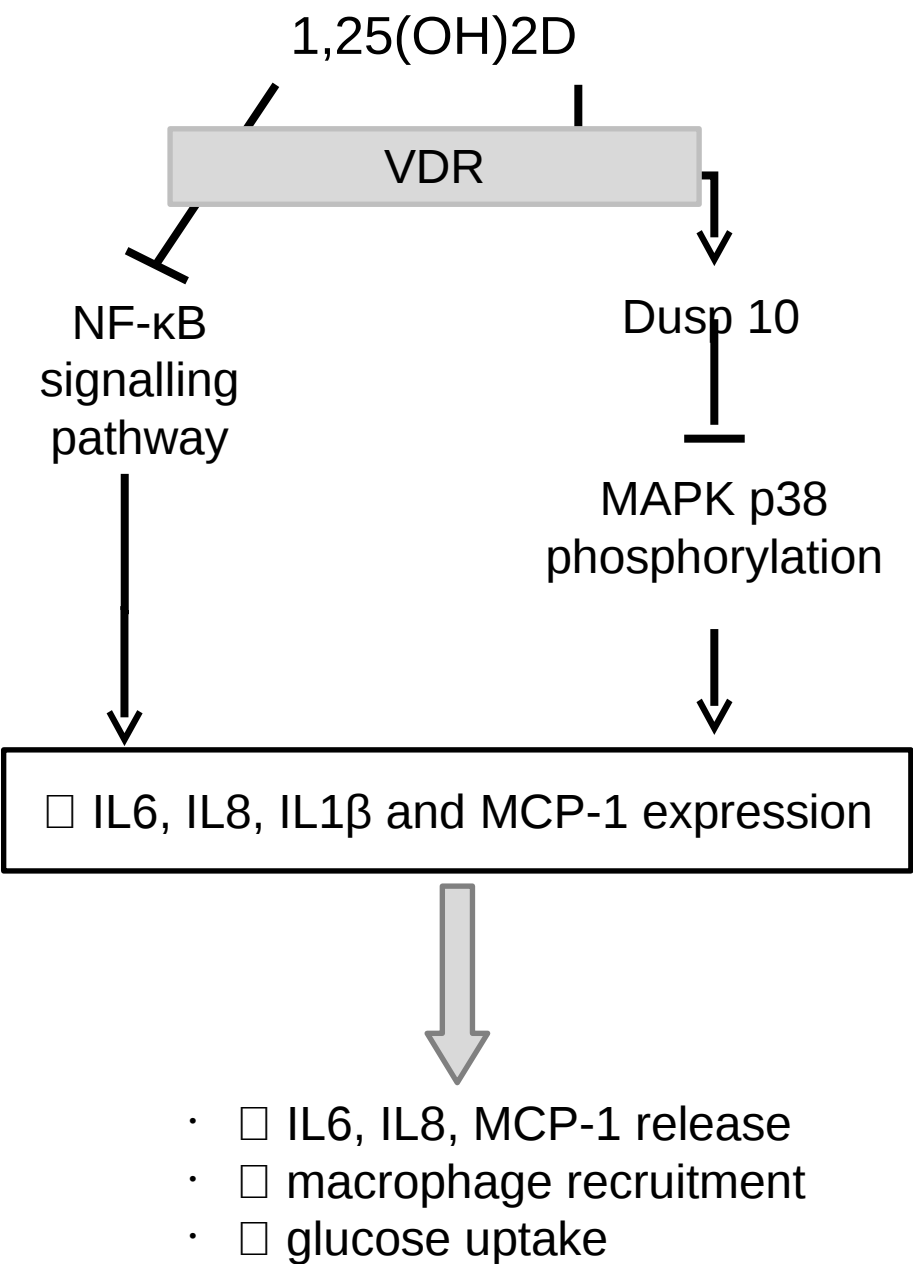 1,25(OH)2D
VDR
NF-κB
signalling
pathway
Dusp 10
MAPK p38
phosphorylation
▯ IL6, IL8, IL1β and MCP-1 expression
· ▯ IL6, IL8, MCP-1 release
· ▯ macrophage recruitment
· ▯ glucose uptake